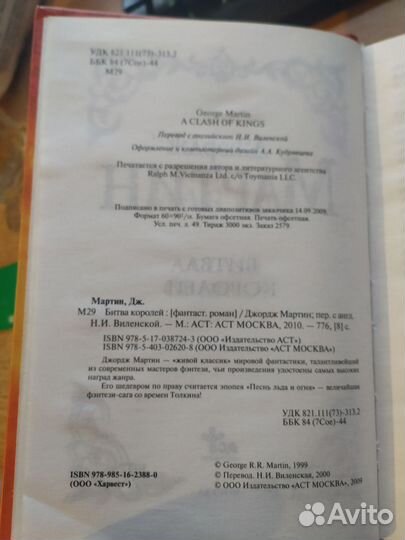 УДК 821.111(73)-313.2
ББК 84 (7Сое)-44
М29
George Martin
A CLASH OF KINGS
Перевод с английского Н.И. Виленской
Оформление и компьютерный дизайн А.А. Кудрявцева
Печатается с разрешения автора и литературного агентства
Ralph M.Vicinanza Ltd. c/o Toymania LLC.
Подписано в печать с готовых диапозитивов заказчика 14.09.2009.
Формат 60×90¹/₁₆. Бумага офсетная. Печать офсетная.
Усл. печ. л. 49. Тираж 3000 экз. Заказ 2579.
БИТВА
КОРОЛЕЙ
Мартин, Дж.
М29 Битва королей : [фантаст. роман] / Джордж Мартин; пер. с англ.
Н.И. Виленской. – М.: АСТ: АСТ МОСКВА, 2010. – 776, [8] с.
ISBN 978-5-17-038724-3 (ООО «Издательство АСТ»)
ISBN 978-5-403-02620-8 (ООО Издательство «АСТ МОСКВА»)
Джордж Мартин – «живой классик» мировой фантастики, талантливейший
из современных мастеров фэнтези, чьи произведения удостоены самых высоких
наград жанра.
Его шедевром по праву считается эпопея «Песнь льда и огня» – величайшая
фэнтези-сага со времен Толкина!
УДК 821.111(73)-313.2
ББК 84 (7Сое)-44
ISBN 978-985-16-2388-0
(ООО «Харвест»)
© George R.R. Martin, 1999
© Перевод. Н.И. Виленская, 2000
© ООО Издательство «АСТ МОСКВА», 2009
Avito